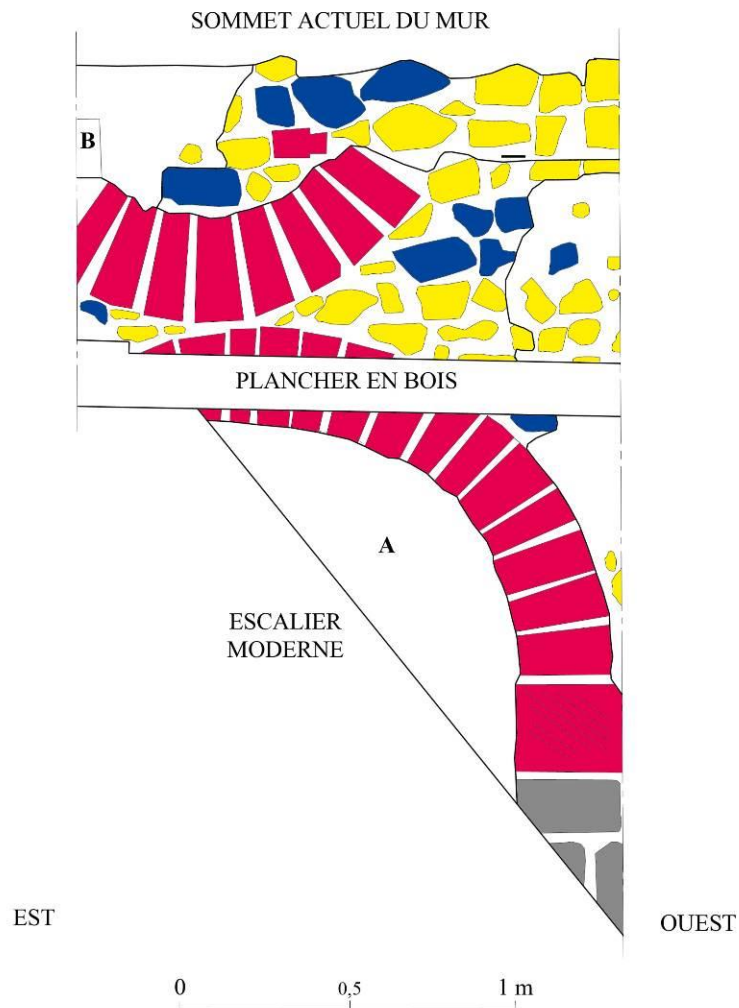 SOMMET ACTUEL DU MUR
B
PLANCHER EN BOIS
A
ESCALIER
MODERNE
EST
OUEST
0 0,5 1 m